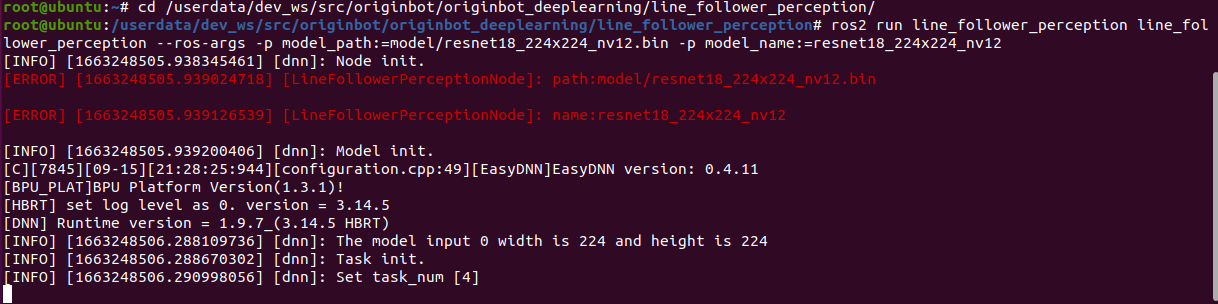 root@ubuntu:~# cd /userdata/dev_ws/src/originbot/originbot_deeplearning/line_follower_perception/
root@ubuntu:/userdata/dev_ws/src/originbot/originbot_deeplearning/line_follower_perception# ros2 run line_follower_perception line_fol
lower_perception --ros-args -p model_path:=model/resnet18_224x224_nv12.bin -p model_name:=resnet18_224x224_nv12
[INFO] [1663248505.938345461] [dnn]: Node init.
[ERROR] [1663248505.939024718] [LineFollowerPerceptionNode]: path:model/resnet18_224x224_nv12.bin
[ERROR] [1663248505.939126539] [LineFollowerPerceptionNode]: name:resnet18_224x224_nv12
[INFO] [1663248505.939200406] [dnn]: Model init.
[C][7845][09-15][21:28:25:944][configuration.cpp:49][EasyDNN]EasyDNN version: 0.4.11
[BPU_PLAT]BPU Platform Version(1.3.1)!
[HBRT] set log level as 0. version = 3.14.5
[DNN] Runtime version = 1.9.7_(3.14.5 HBRT)
[INFO] [1663248506.288109736] [dnn]: The model input 0 width is 224 and height is 224
[INFO] [1663248506.288670302] [dnn]: Task init.
[INFO] [1663248506.290998056] [dnn]: Set task_num [4]